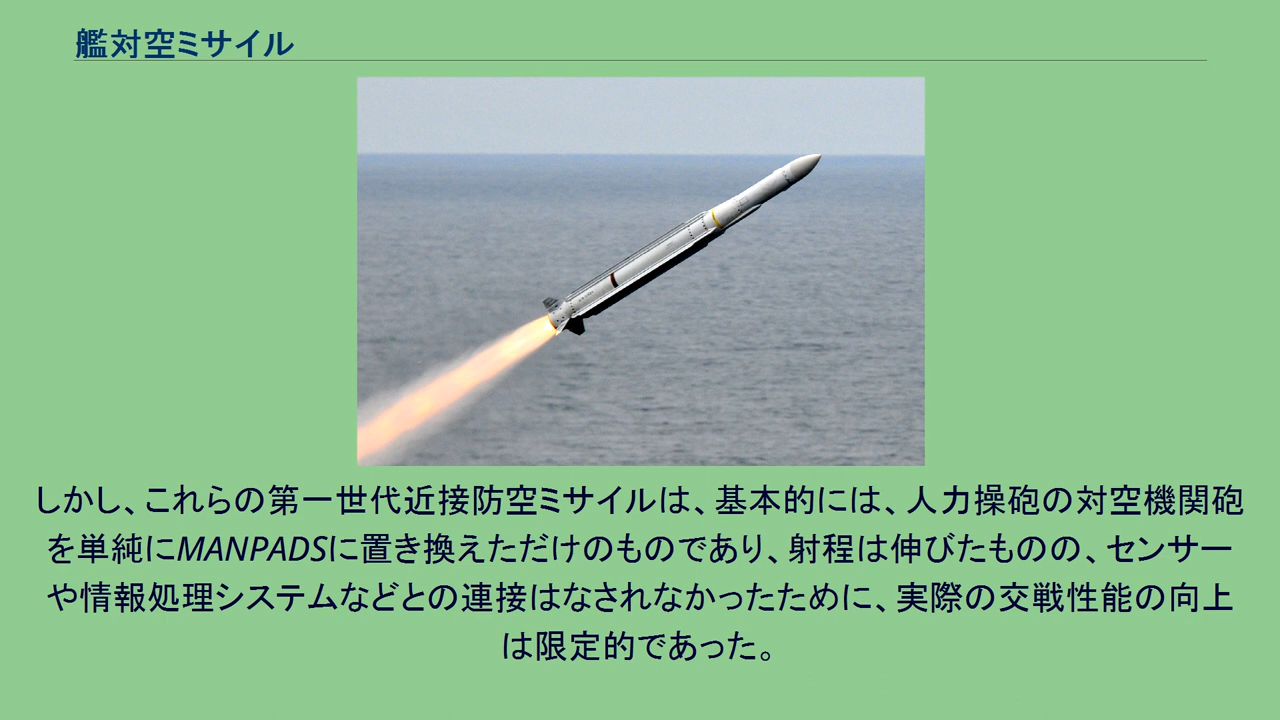 艦対空ミサイル
しかし、これらの第一世代近接防空ミサイルは、基本的には、人力操砲の対空機関砲
を単純にMANPADSに置き換えただけのものであり、射程は伸びたものの、センサー
や情報処理システムなどとの連接はなされなかったために、実際の交戦性能の向上
は限定的であった。